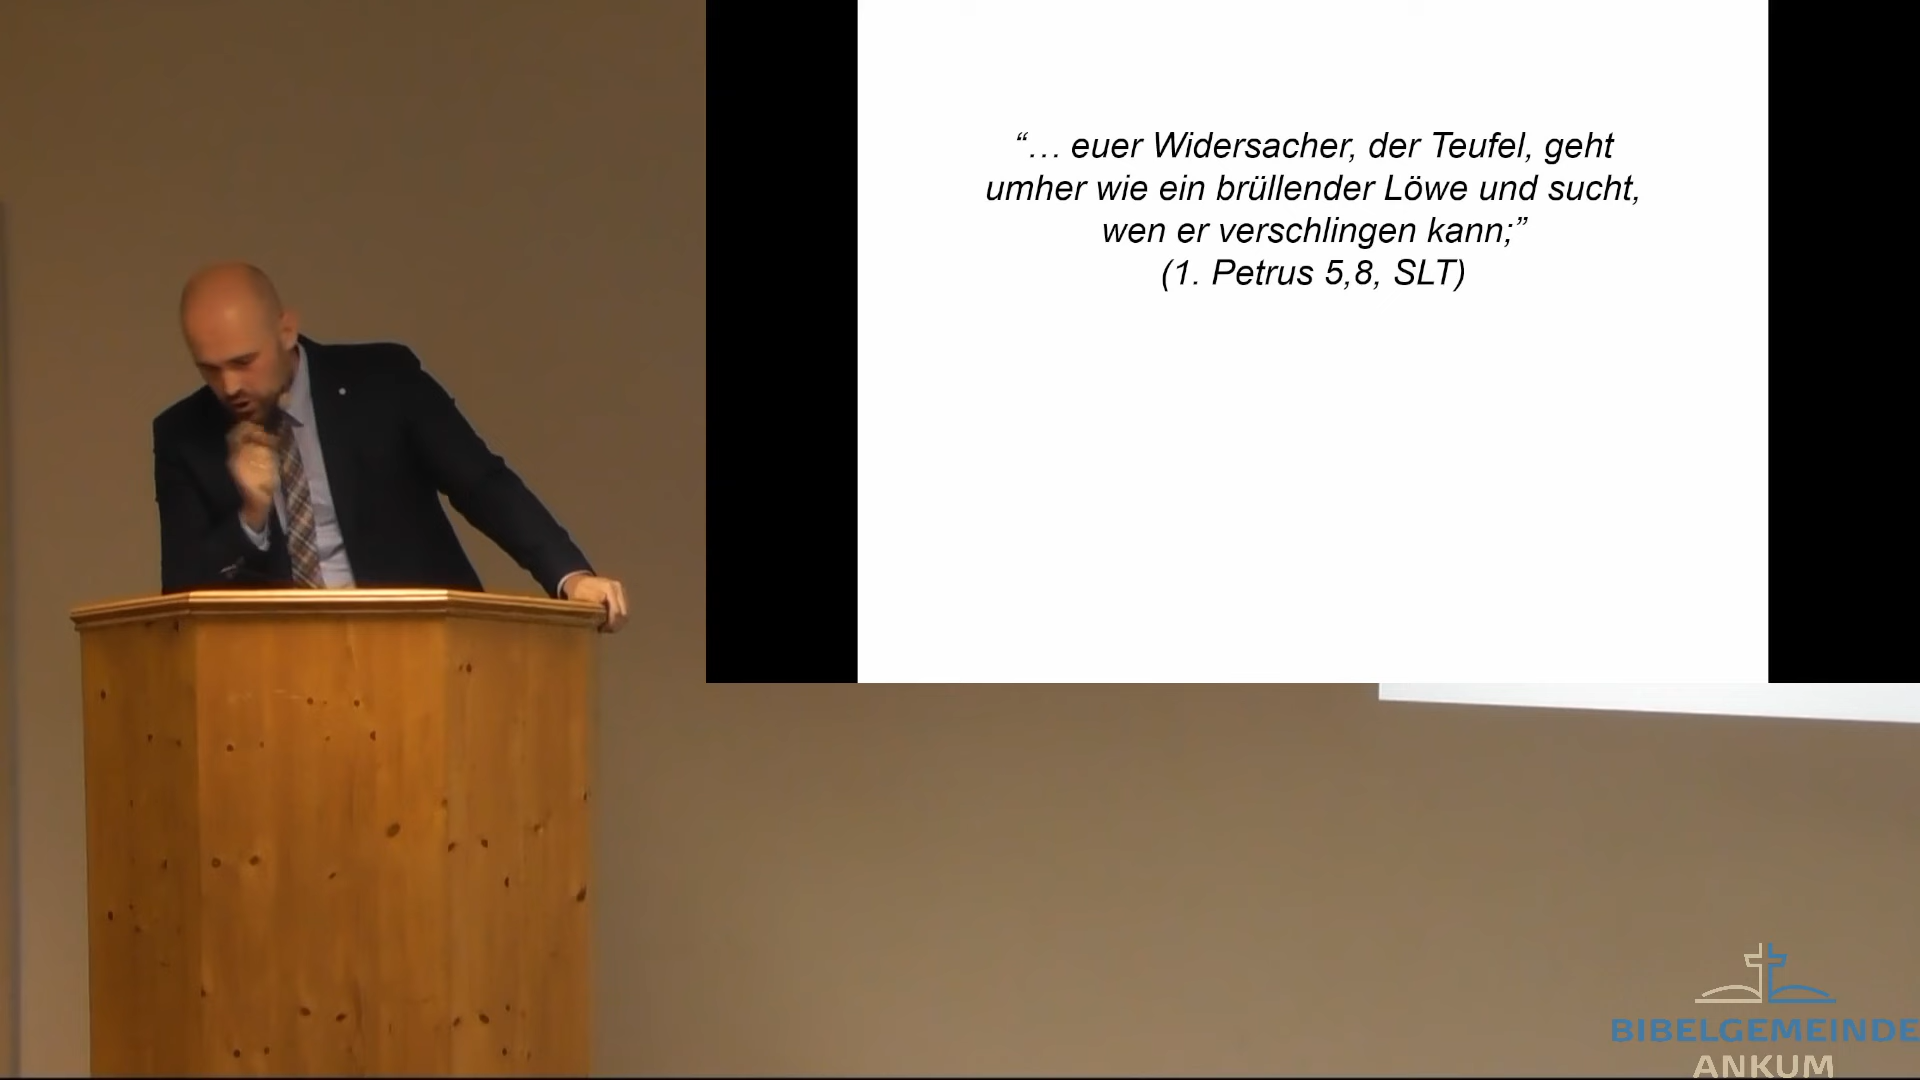 “… euer Widersacher, der Teufel, geht
umher wie ein brüllender Löwe und sucht,
wen er verschlingen kann;”
(1. Petrus 5,8, SLT)
BIBELGEMEINDE
ANKUM